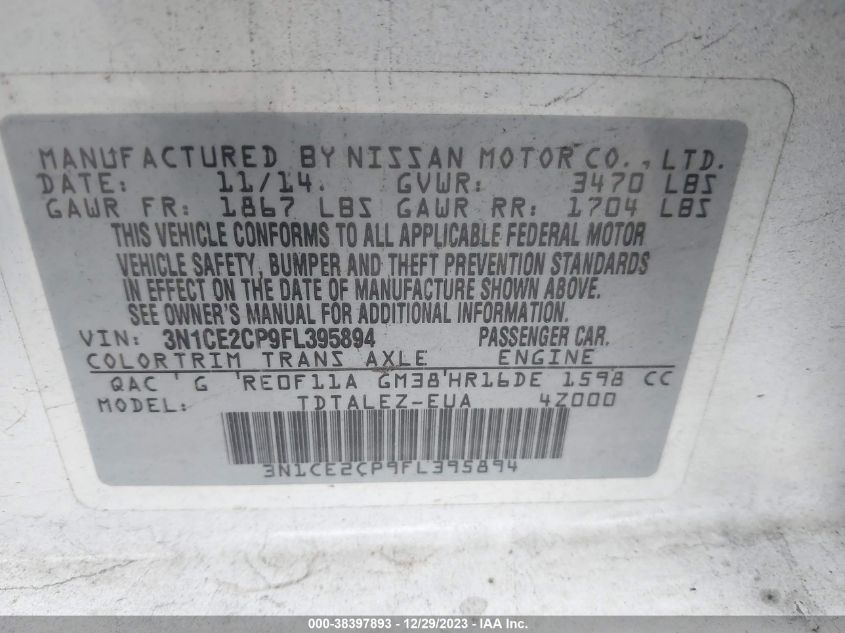 MANUFACTURED BY NISSAN MOTOR CO., LTD.
DATE: 11/14 GVWR: 3470 LBS
GAWR FR: 1867 LBS GAWR RR: 1704 LBS
THIS VEHICLE CONFORMS TO ALL APPLICABLE FEDERAL MOTOR
VEHICLE SAFETY, BUMPER AND THEFT PREVENTION STANDARDS
IN EFFECT ON THE DATE OF MANUFACTURE SHOWN ABOVE.
SEE OWNER'S MANUAL FOR ADDITIONAL INFORMATION.
VIN: 3N1CE2CP9FL395894 PASSENGER CAR.
COLOR TRIM TRANS AXLE ENGINE
QAC G RE0F11A GM38 HR16DE 1598 CC
MODEL: TDTALEZ-EUA 4Z000
3N1CE2CP9FL395894
000-38397893 - 12/29/2023 - IAA Inc.